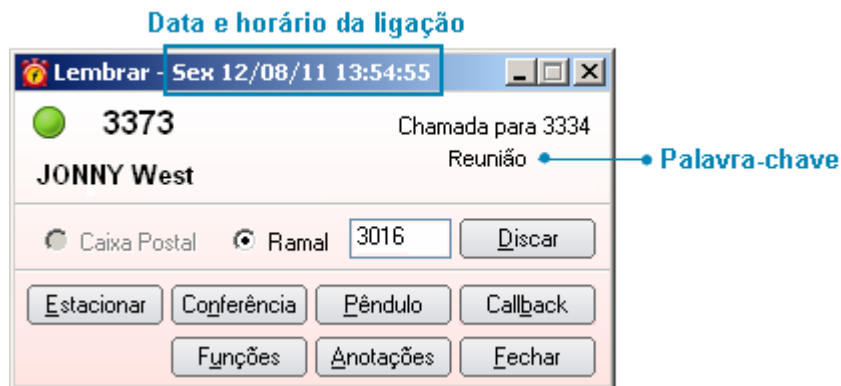 Data e horário da ligação
Lembrar - Sex 12/08/11 13:54:55
3373 Chamada para 3334
Reunião Palavra-chave
JONNY West
Caixa Postal Ramal 3016 Discar
Estacionar Conferência Pêndulo Callback
Funções Anotações Fechar